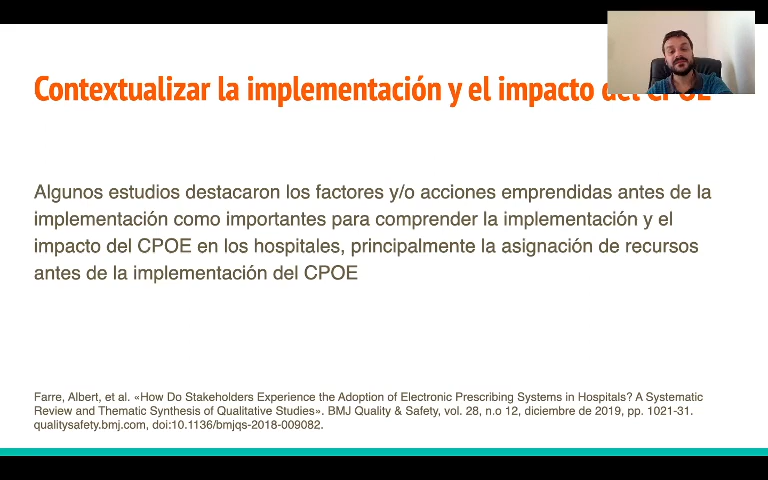 Contextualizar la implementación y el impacto del CPOE
Algunos estudios destacaron los factores y/o acciones emprendidas antes de la
implementación como importantes para comprender la implementación y el
impacto del CPOE en los hospitales, principalmente la asignación de recursos
antes de la implementación del CPOE
Farre, Albert, et al. «How Do Stakeholders Experience the Adoption of Electronic Prescribing Systems in Hospitals? A Systematic
Review and Thematic Synthesis of Qualitative Studies». BMJ Quality & Safety, vol. 28, n.o 12, diciembre de 2019, pp. 1021-31.
qualitysafety.bmj.com, doi:10.1136/bmjqs-2018-009082.